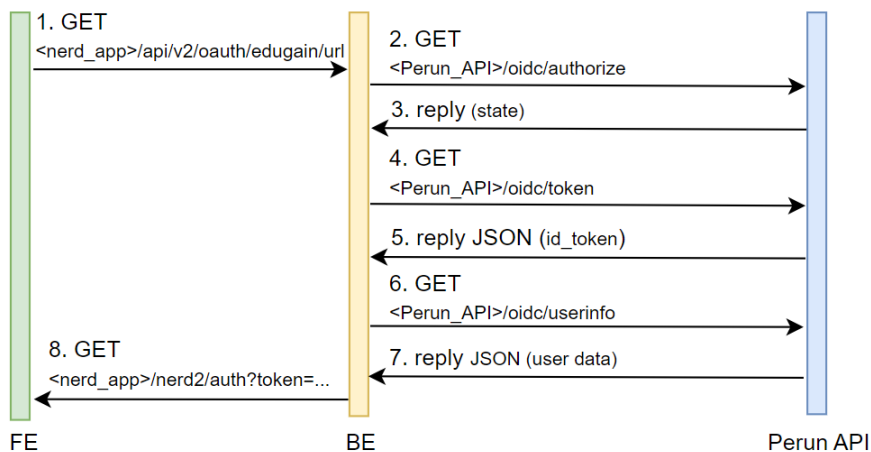 1. GET
<nerd_app>/api/v2/oauth/edugain/url
2. GET
<Perun_API>/oidc/authorize
3. reply (state)
4. GET
<Perun_API>/oidc/token
5. reply JSON (id_token)
6. GET
<Perun_API>/oidc/userinfo
7. reply JSON (user data)
8. GET
<nerd_app>/nerd2/auth?token=...
FE
BE
Perun API